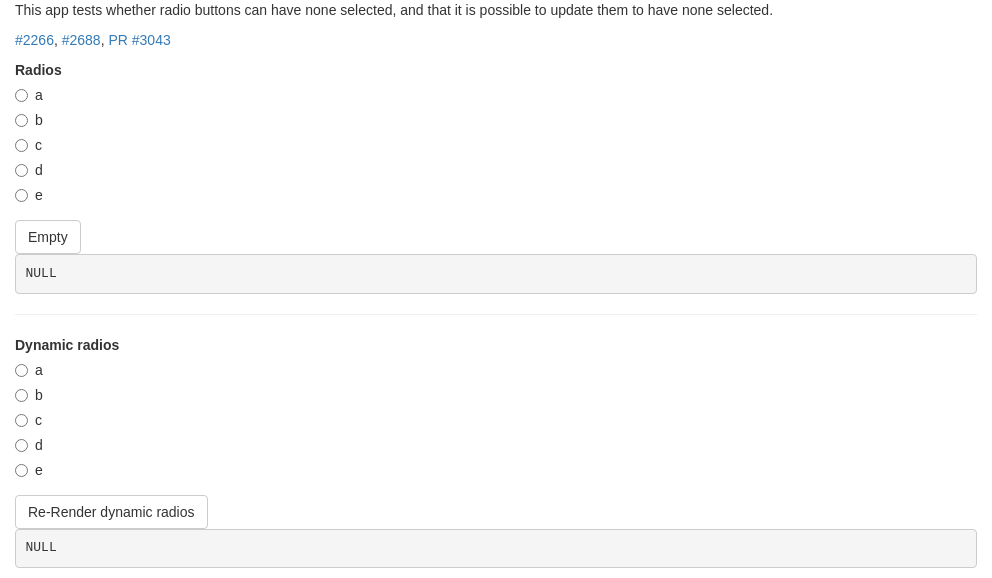 This app tests whether radio buttons can have none selected, and that it is possible to update them to have none selected.
#2266, #2688, PR #3043
Radios
a
b
c
d
e
Empty
NULL
Dynamic radios
a
b
c
d
e
Re-Render dynamic radios
NULL